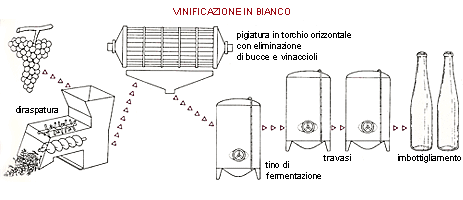 VINIFICAZIONE IN BIANCO
pigiatura in torchio orizzontale
con eliminazione
di bucce e vinaccioli
diraspatura
tino di
fermentazione
travasi
imbottigliamento